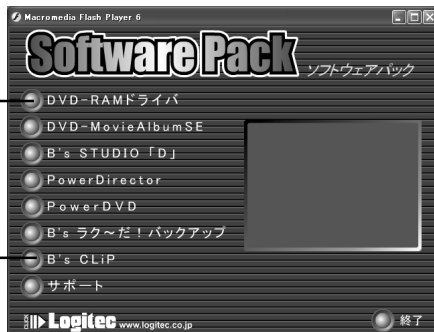 Macromedia Flash Player 6
Software Pack
ソフトウェアパック
DVD-RAMドライバ
DVD-MovieAlbumSE
B's STUDIO「D」
PowerDirector
PowerDVD
B's ラク～だ！バックアップ
B's CLiP
サポート
CLICK Logitec www.logitec.co.jp
終了